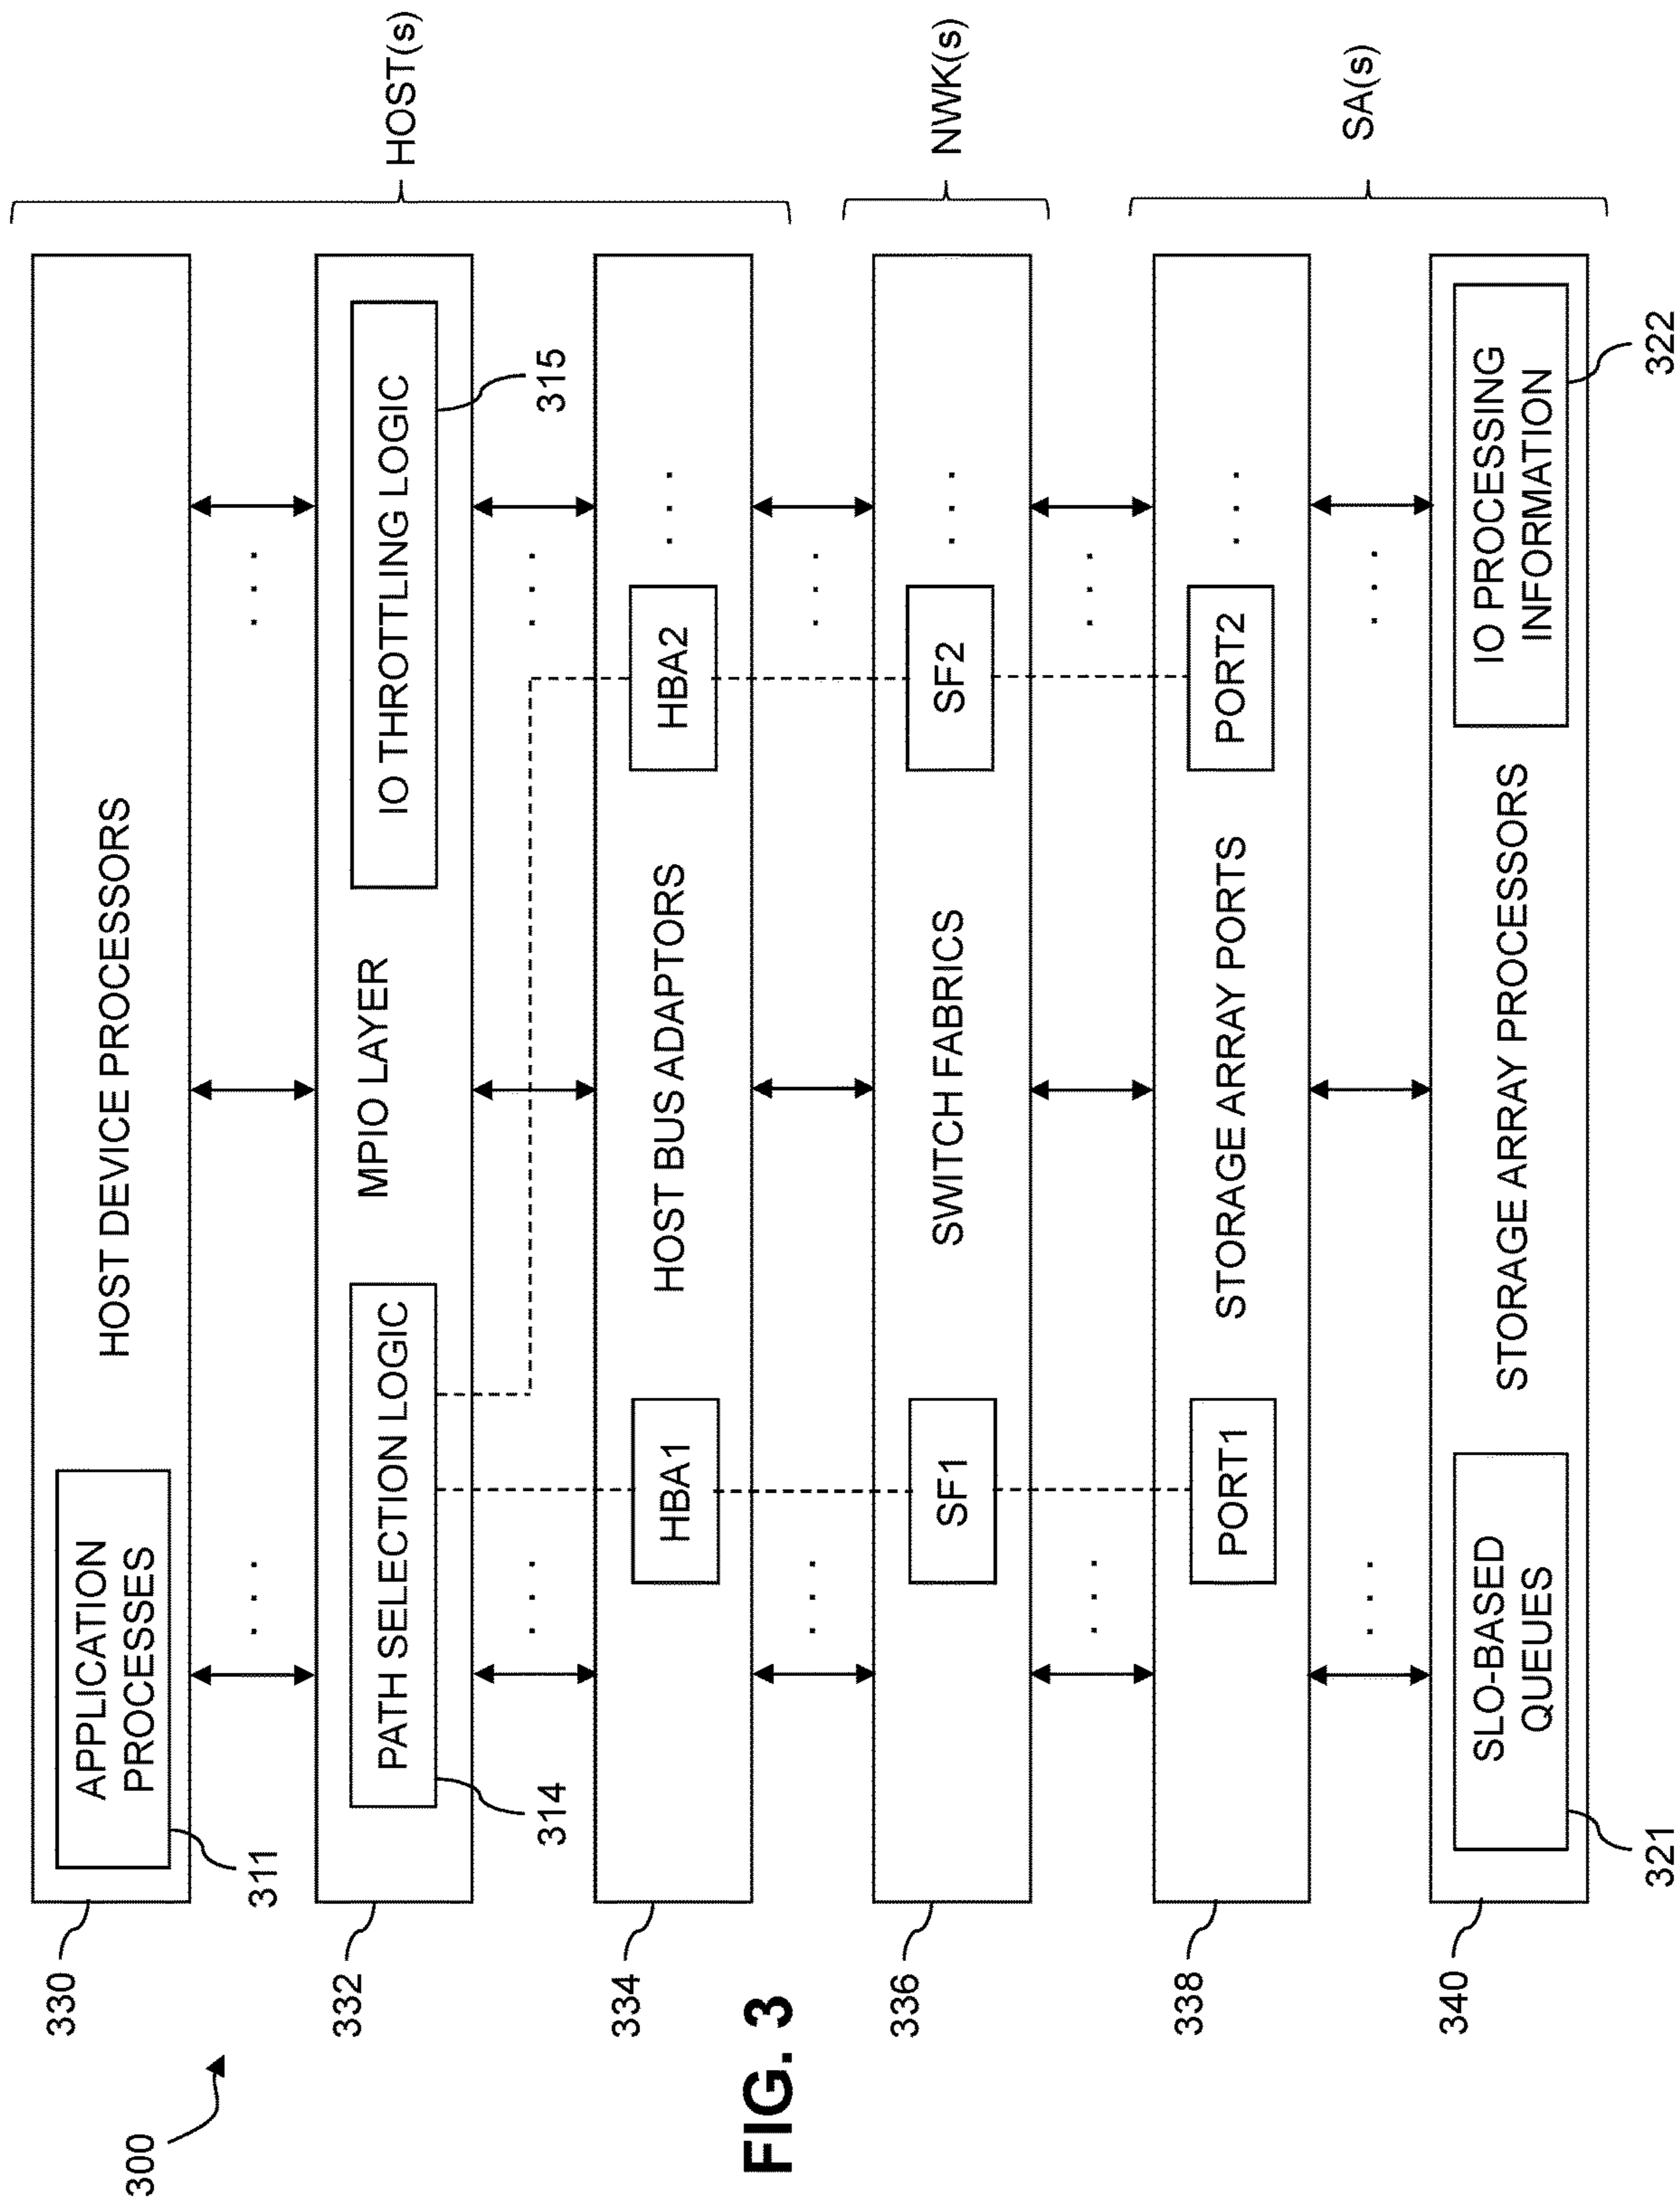 300
330
APPLICATION
PROCESSES
311
HOST DEVICE PROCESSORS
HOST(s)
332
PATH SELECTION LOGIC
314
MPIO LAYER
IO THROTTLING LOGIC
315
334
HBA1
HOST BUS ADAPTORS
HBA2
336
SF1
SWITCH FABRICS
SF2
NWK(s)
338
PORT1
STORAGE ARRAY PORTS
PORT2
SA(s)
340
SLO-BASED
QUEUES
321
STORAGE ARRAY PROCESSORS
IO PROCESSING
INFORMATION
322
FIG. 3